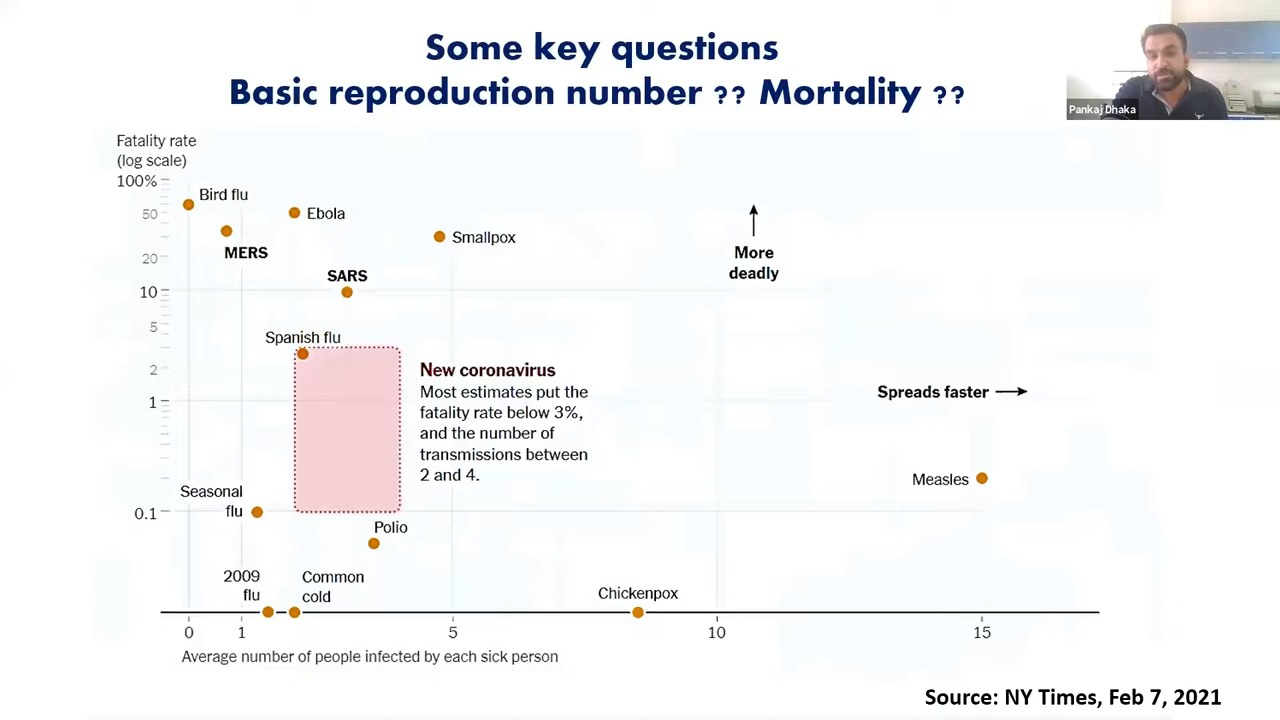 Some key questions
Basic reproduction number ?? Mortality ??
Pankaj Dhaka
Fatality rate
(log scale)
100%
50
20
10
5
2
1
0.1
Bird flu
MERS
Ebola
Smallpox
SARS
Spanish flu
More
deadly
New coronavirus
Most estimates put the
fatality rate below 3%,
and the number of
transmissions between
2 and 4.
Spreads faster
Measles
Seasonal
flu
Polio
2009
flu
Common
cold
Chickenpox
0 1 5 10 15
Average number of people infected by each sick person
Source: NY Times, Feb 7, 2021